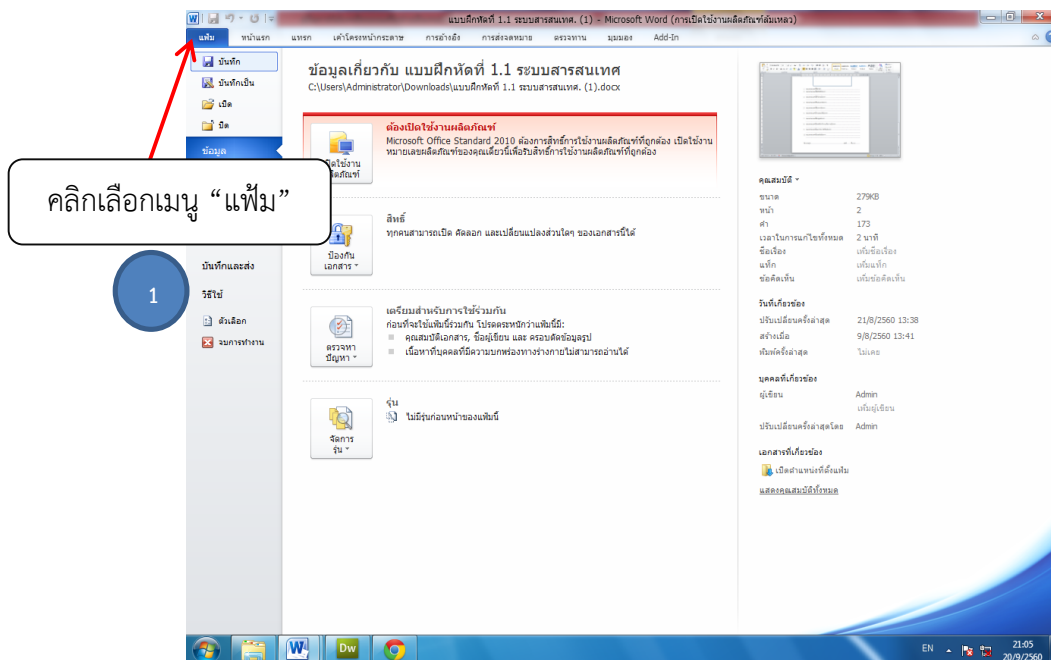 แบบฝึกหัดที่ 1.1 ระบบสารสนเทศ. (1) - Microsoft Word (การเปิดใช้งานผลิตภัณฑ์ล้มเหลว)
แฟ้ม หน้าแรก แทรก เค้าโครงหน้ากระดาษ การอ้างอิง การส่งจดหมาย ตรวจทาน มุมมอง Add-In
บันทึก
บันทึกเป็น
เปิด
ปิด
ข้อมูล
คลิกเลือกเมนู “แฟ้ม”
1
บันทึกและส่ง
วิธีใช้
ตัวเลือก
จบการทำงาน
ข้อมูลเกี่ยวกับ แบบฝึกหัดที่ 1.1 ระบบสารสนเทศ
C:\Users\Administrator\Downloads\แบบฝึกหัดที่ 1.1 ระบบสารสนเทศ. (1).docx
ต้องเปิดใช้งานผลิตภัณฑ์
Microsoft Office Standard 2010 ต้องการสิทธิ์การใช้งานผลิตภัณฑ์ที่ถูกต้อง เปิดใช้งาน
หมายเลขผลิตภัณฑ์ของคุณเดี๋ยวนี้เพื่อรับสิทธิ์การใช้งานผลิตภัณฑ์ที่ถูกต้อง
สิทธิ์
ทุกคนสามารถเปิด คัดลอก และเปลี่ยนแปลงส่วนใดๆ ของเอกสารนี้ได้
ป้องกัน
เอกสาร
เตรียมสำหรับการใช้ร่วมกัน
ก่อนที่จะใช้แฟ้มนี้ร่วมกัน โปรดตระหนักว่าแฟ้มนี้มี:
คุณสมบัติเอกสาร, ชื่อผู้เขียน และ ครอบตัดข้อมูลรูป
เนื้อหาที่บุคคลที่มีความบกพร่องทางร่างกายไม่สามารถอ่านได้
ตรวจหา
ปัญหา
รุ่น
ไม่มีรุ่นก่อนหน้าของแฟ้มนี้
จัดการ
รุ่น
คุณสมบัติ
ขนาด 279KB
หน้า 2
คำ 173
เวลาในการแก้ไขทั้งหมด 2 นาที
ชื่อเรื่อง เพิ่มชื่อเรื่อง
แท็ก เพิ่มแท็ก
ข้อคิดเห็น เพิ่มข้อคิดเห็น
วันที่เกี่ยวข้อง
ปรับเปลี่ยนครั้งล่าสุด 21/8/2560 13:38
สร้างเมื่อ 9/8/2560 13:41
พิมพ์ครั้งล่าสุด ไม่เคย
บุคคลที่เกี่ยวข้อง
ผู้เขียน Admin
เพิ่มผู้เขียน
ปรับเปลี่ยนครั้งล่าสุดโดย Admin
เอกสารที่เกี่ยวข้อง
เปิดตำแหน่งที่ตั้งแฟ้ม
แสดงคุณสมบัติทั้งหมด
Dw
EN
21:05
20/9/2560